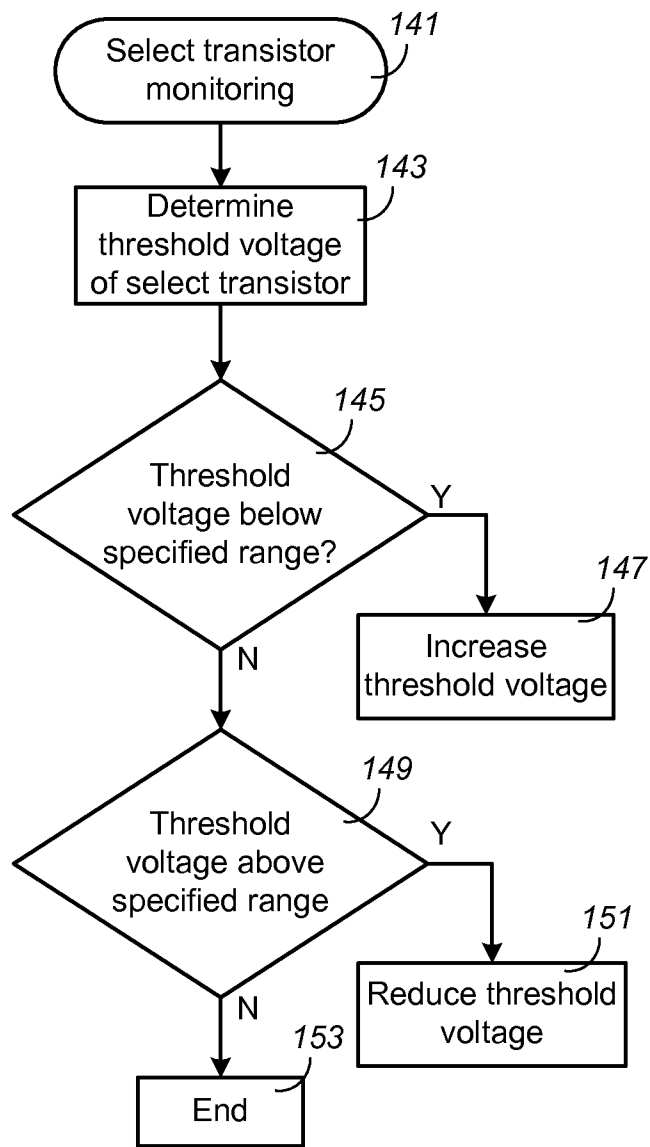 141
Select transistor
monitoring
143
Determine
threshold voltage
of select transistor
145
Threshold
voltage below
specified range?
Y
147
Increase
threshold voltage
N
149
Threshold
voltage above
specified range
Y
151
Reduce threshold
voltage
N
153
End